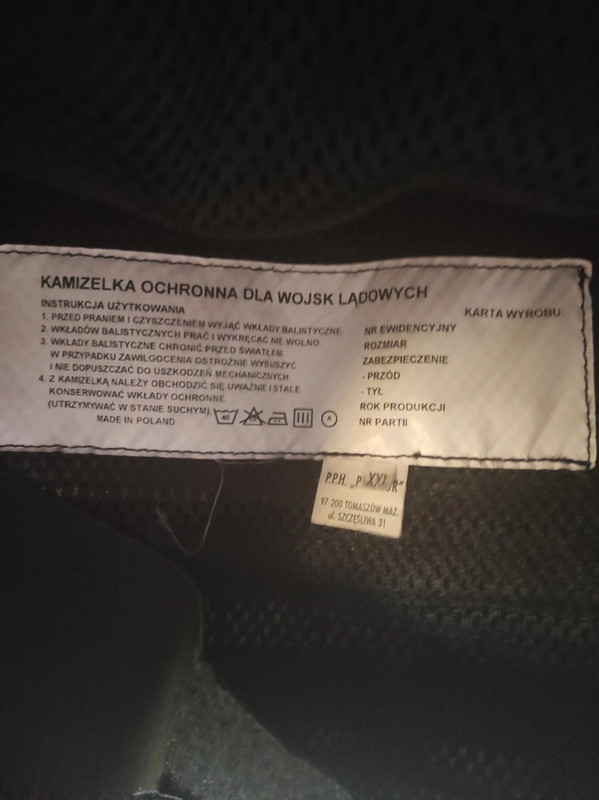 KAMIZELKA OCHRONNA DLA WOJSK LĄDOWYCH
INSTRUKCJA UŻYTKOWANIA
1. PRZED PRANIEM I CZYSZCZENIEM WYJĄĆ WKŁADY BALISTYCZNE.
2. WKŁADÓW BALISTYCZNYCH PRAĆ I WYKRĘCAĆ NIE WOLNO.
3. WKŁADY BALISTYCZNE CHRONIĆ PRZED ŚWIATŁEM.
W PRZYPADKU ZAWILGOCENIA OSTROŻNIE WYSUSZYĆ
I NIE DOPUSZCZAĆ DO USZKODZEŃ MECHANICZNYCH.
4. Z KAMIZELKĄ NALEŻY OBCHODZIĆ SIĘ UWAŻNIE I STALE
KONSERWOWAĆ WKŁADY OCHRONNE.
(UTRZYMYWAĆ W STANIE SUCHYM).
MADE IN POLAND
40
A
KARTA WYROBU
NR EWIDENCYJNY
ROZMIAR
ZABEZPIECZENIE
- PRZÓD
- TYŁ
ROK PRODUKCJI
NR PARTII
P.P.H. „P XXL R"
97-200 TOMASZÓW MAZ.
ul. SZCZĘŚLIWA 31